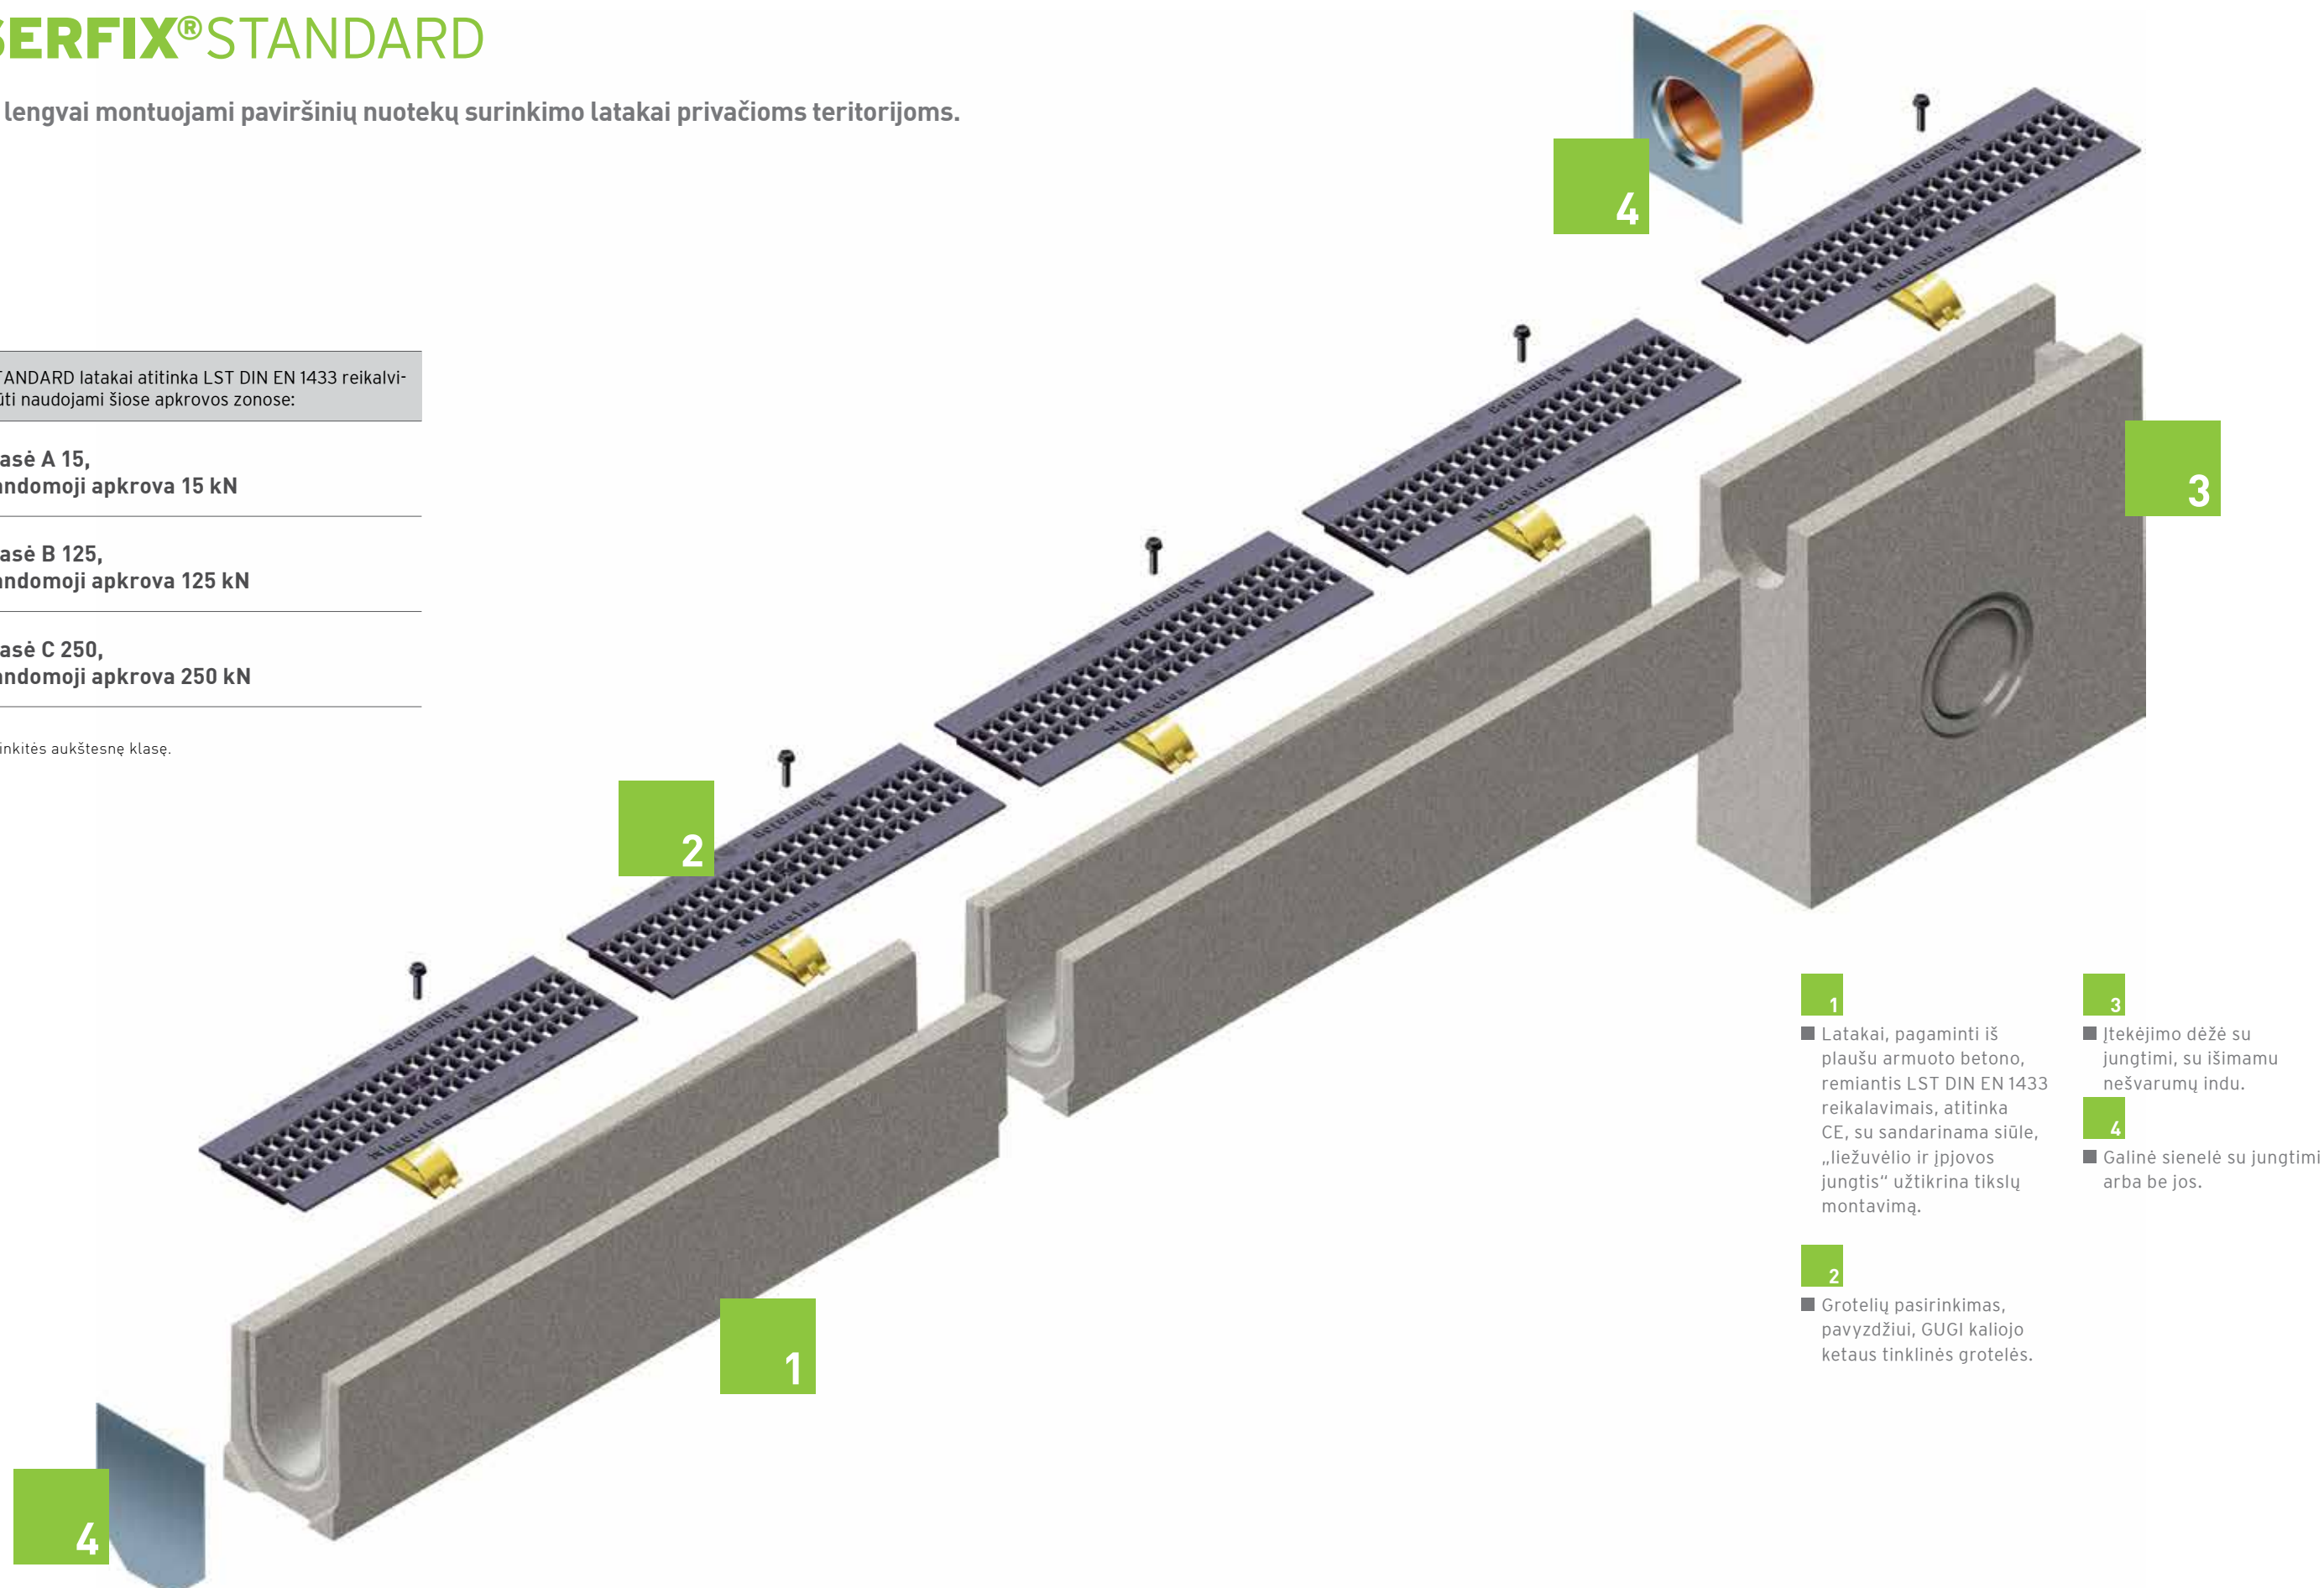 SERFIX®STANDARD
lengvai montuojami paviršinių nuotekų surinkimo latakai privačioms teritorijoms.
TANDARD latakai atitinka LST DIN EN 1433 reikalvi-
ūti naudojami šiose apkrovos zonose:
asė A 15,
andomoji apkrova 15 kN
asė B 125,
andomoji apkrova 125 kN
asė C 250,
andomoji apkrova 250 kN
inkitės aukštesnę klasę.
4
3
2
1
4
1
Latakai, pagaminti iš
plaušu armuoto betono,
remiantis LST DIN EN 1433
reikalavimais, atitinka
CE, su sandarinama siūle,
„liežuvėlio ir įpjovos
jungtis“ užtikrina tikslų
montavimą.
2
Grotelių pasirinkimas,
pavyzdžiui, GUGI kaliojo
ketaus tinklinės grotelės.
3
Įtekėjimo dėžė su
jungtimi, su išimamu
nešvarumų indu.
4
Galinė sienelė su jungtimi
arba be jos.